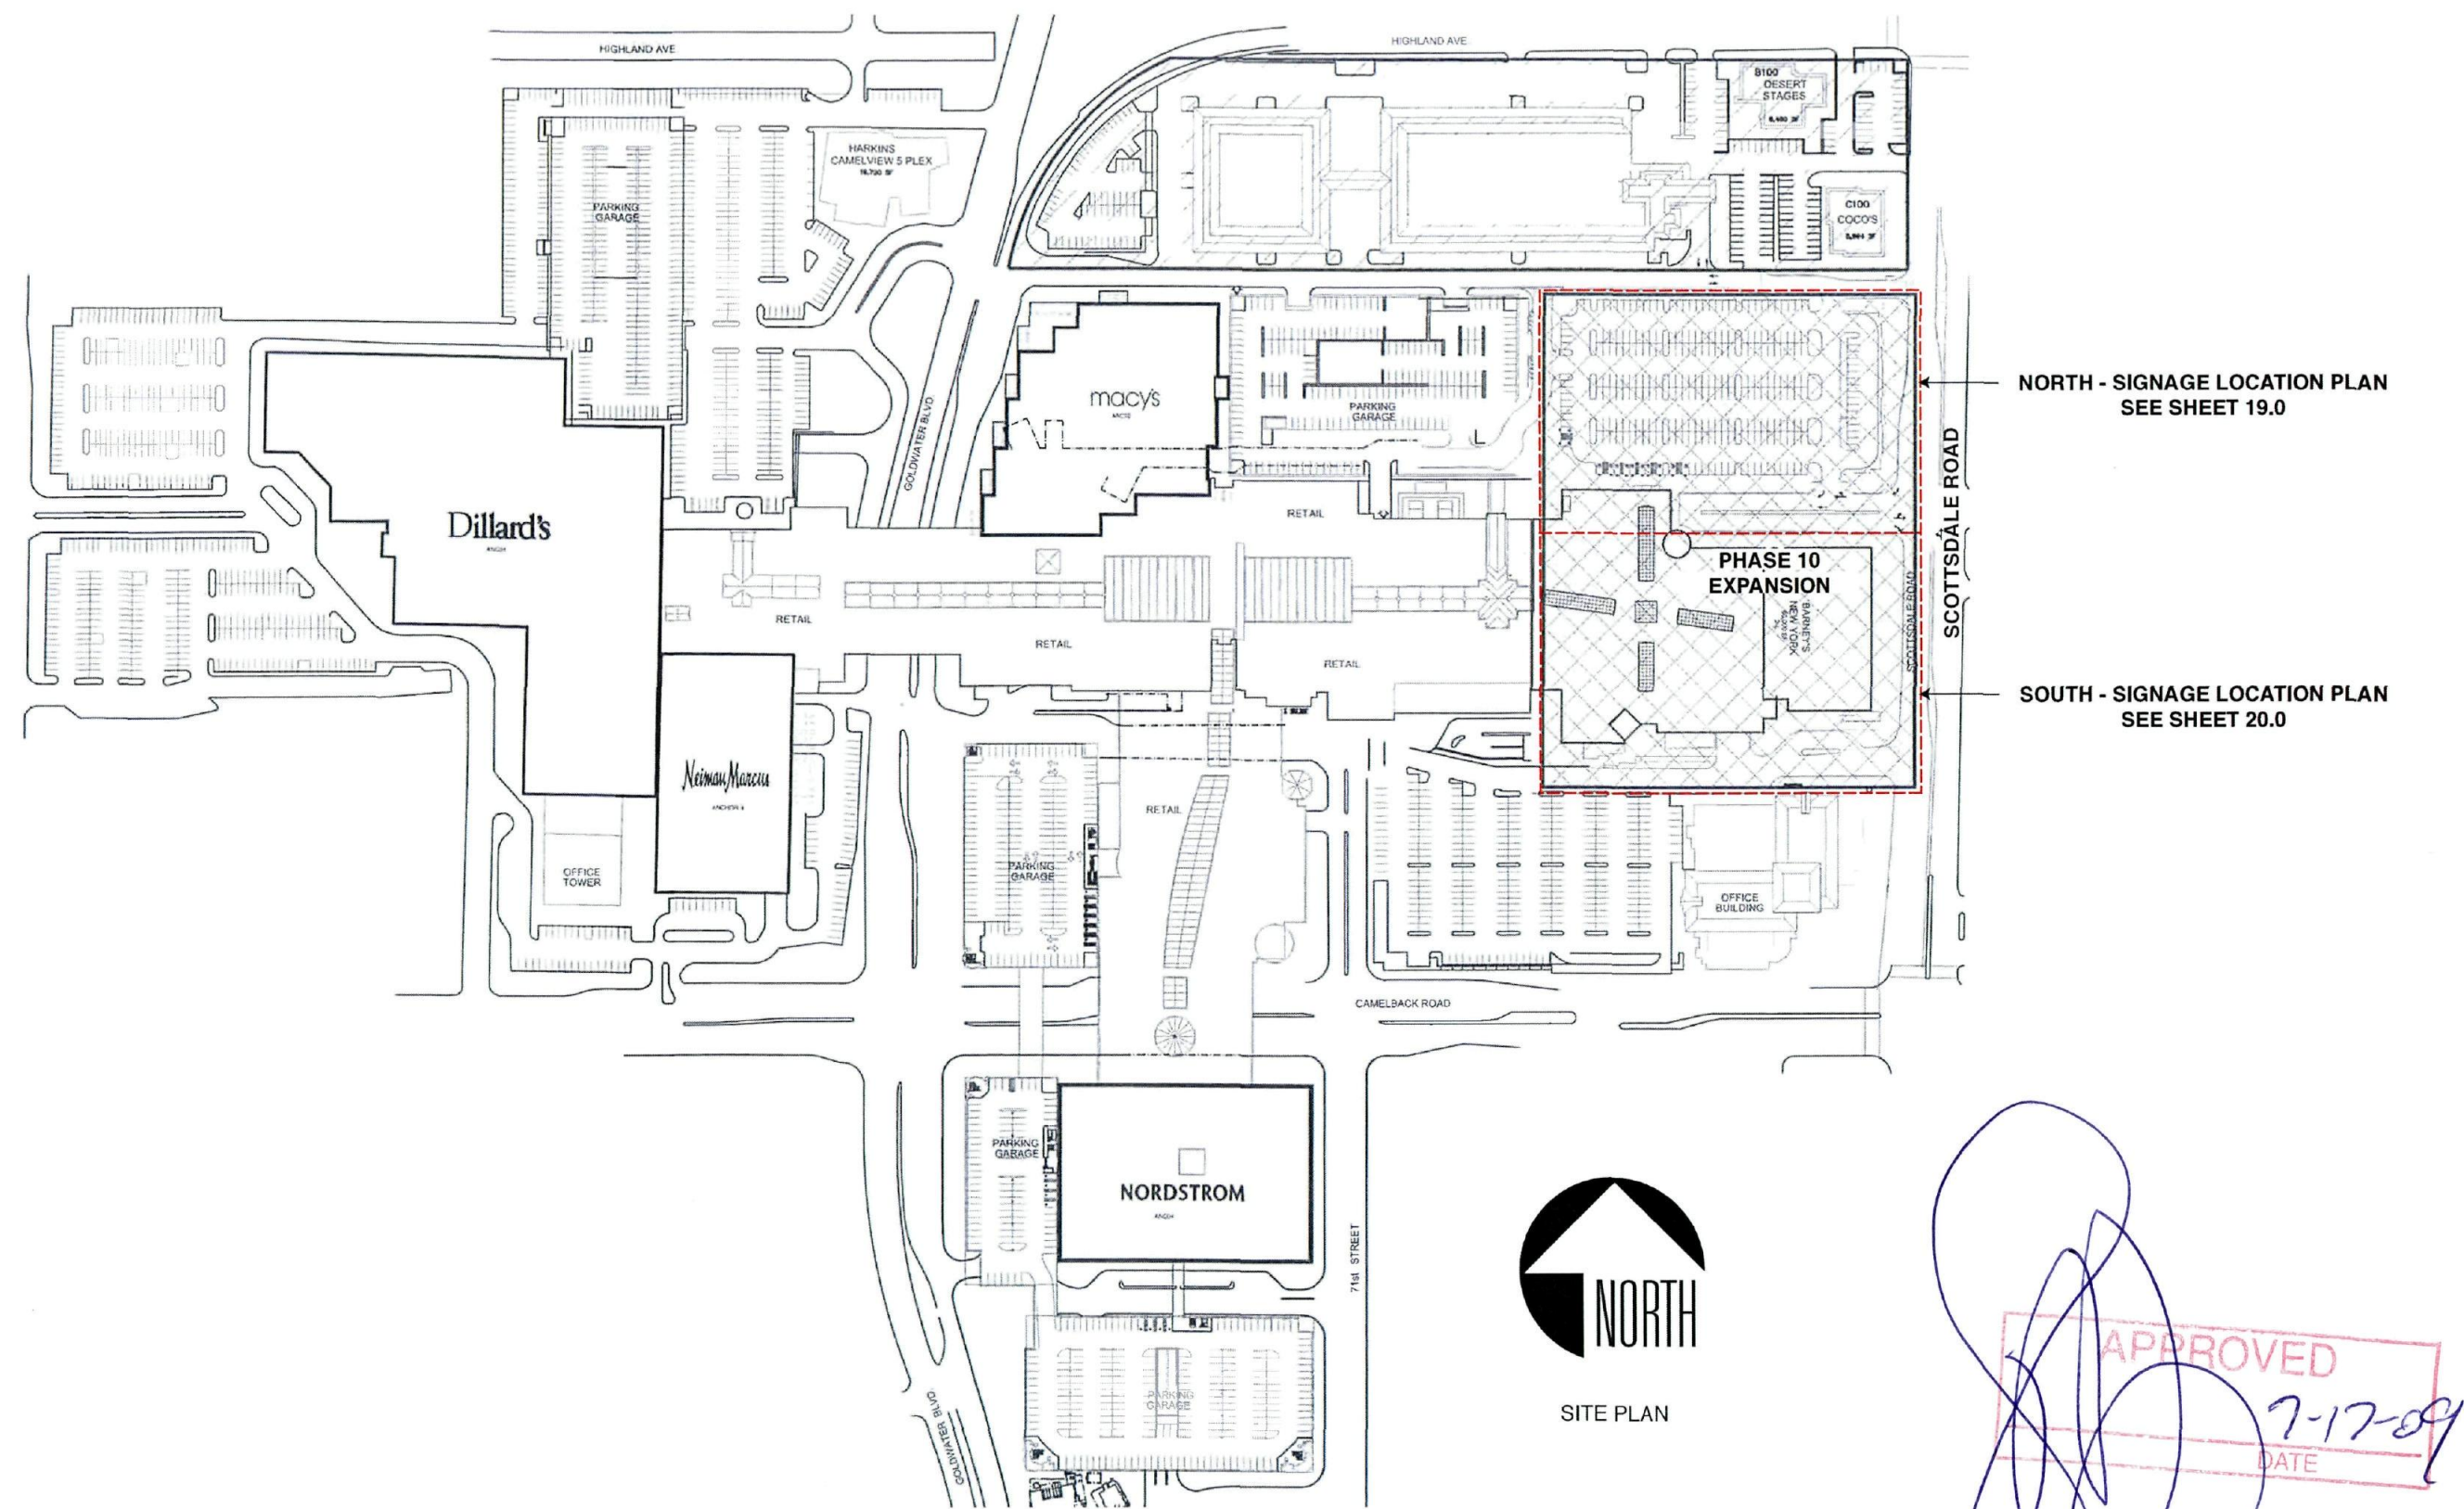 HIGHLAND AVE
HIGHLAND AVE
B100
DESERT
STAGES
HARKINS
CAMELVIEW 5 PLEX
C100
COCO'S
PARKING
GARAGE
macy's
PARKING
GARAGE
GOLDWATER BLVD.
NORTH - SIGNAGE LOCATION PLAN
SEE SHEET 19.0
SCOTTSDALE ROAD
Dillard's
RETAIL
PHASE 10
EXPANSION
BARNEY'S
NEW YORK
SCOTTSDALE ROAD
RETAIL
RETAIL
RETAIL
SOUTH - SIGNAGE LOCATION PLAN
SEE SHEET 20.0
Neiman Marcus
RETAIL
OFFICE
TOWER
PARKING
GARAGE
OFFICE
BUILDING
CAMELBACK ROAD
PARKING
GARAGE
NORDSTROM
71st STREET
NORTH
SITE PLAN
PARKING
GARAGE
GOLDWATER BLVD.
APPROVED
7-17-09
DATE